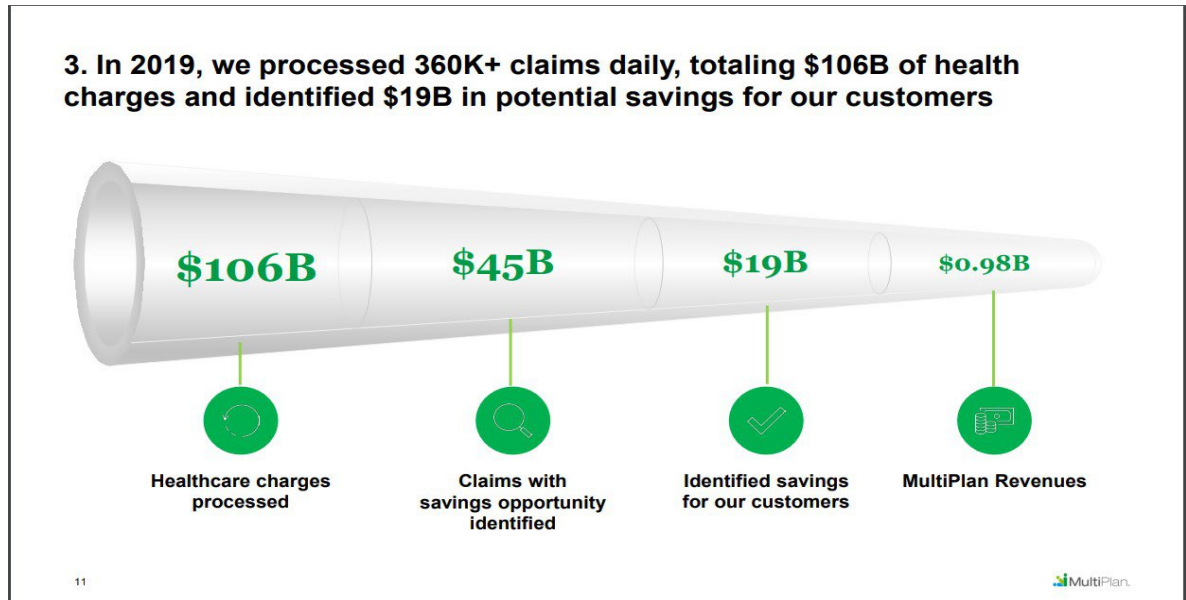 3. In 2019, we processed 360K+ claims daily, totaling $106B of health
charges and identified $19B in potential savings for our customers
$106B
$45B
$19B
$0.98B
Healthcare charges
processed
Claims with
savings opportunity
identified
Identified savings
for our customers
MultiPlan Revenues
11
MultiPlan.